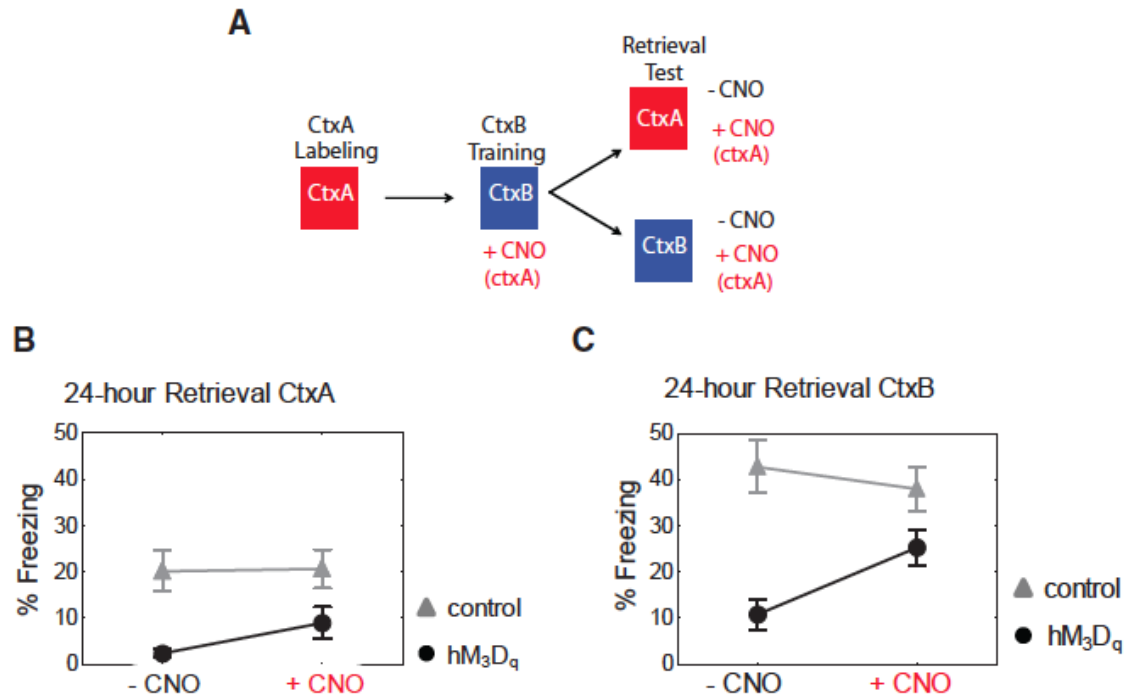 A
CtxA
Labeling
CtxA
CtxB
Training
CtxB
+ CNO
(ctxA)
Retrieval
Test
CtxA
- CNO
+ CNO
(ctxA)
CtxB
- CNO
+ CNO
(ctxA)
B
24-hour Retrieval CtxA
% Freezing
50
40
30
20
10
0
- CNO
+ CNO
control
hM₃Dq
C
24-hour Retrieval CtxB
% Freezing
50
40
30
20
10
0
- CNO
+ CNO
control
hM₃Dq